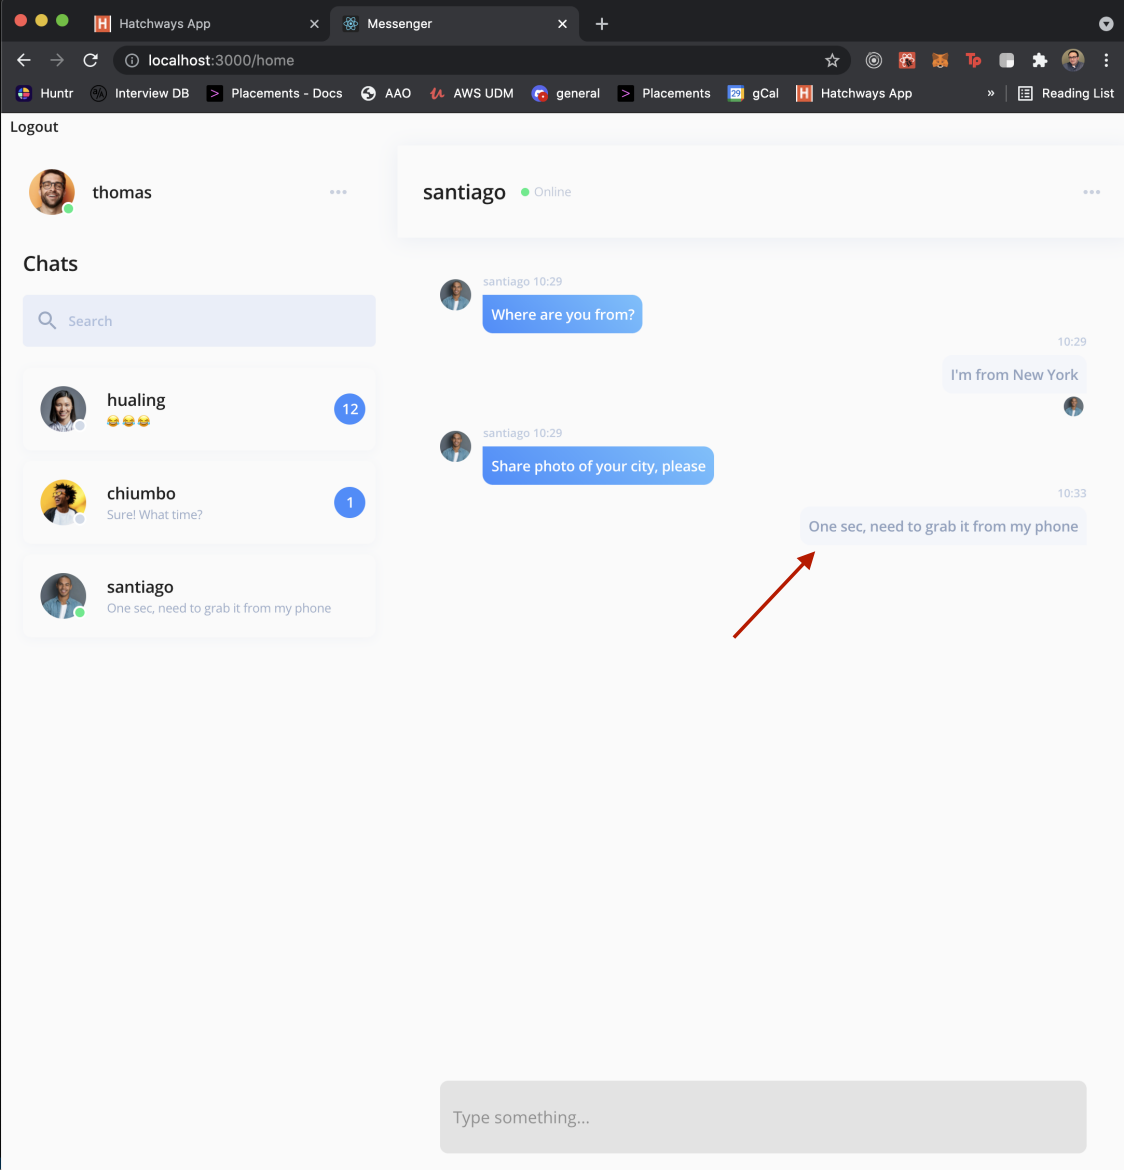 Hatchways App
Messenger
localhost:3000/home
Huntr
Interview DB
Placements - Docs
AAO
AWS UDM
general
Placements
gCal
Hatchways App
»
Reading List
Logout
thomas
santiago
Online
Chats
Search
hualing
😂😂😂
12
chiumbo
Sure! What time?
1
santiago
One sec, need to grab it from my phone
santiago 10:29
Where are you from?
10:29
I'm from New York
santiago 10:29
Share photo of your city, please
10:33
One sec, need to grab it from my phone
Type something...